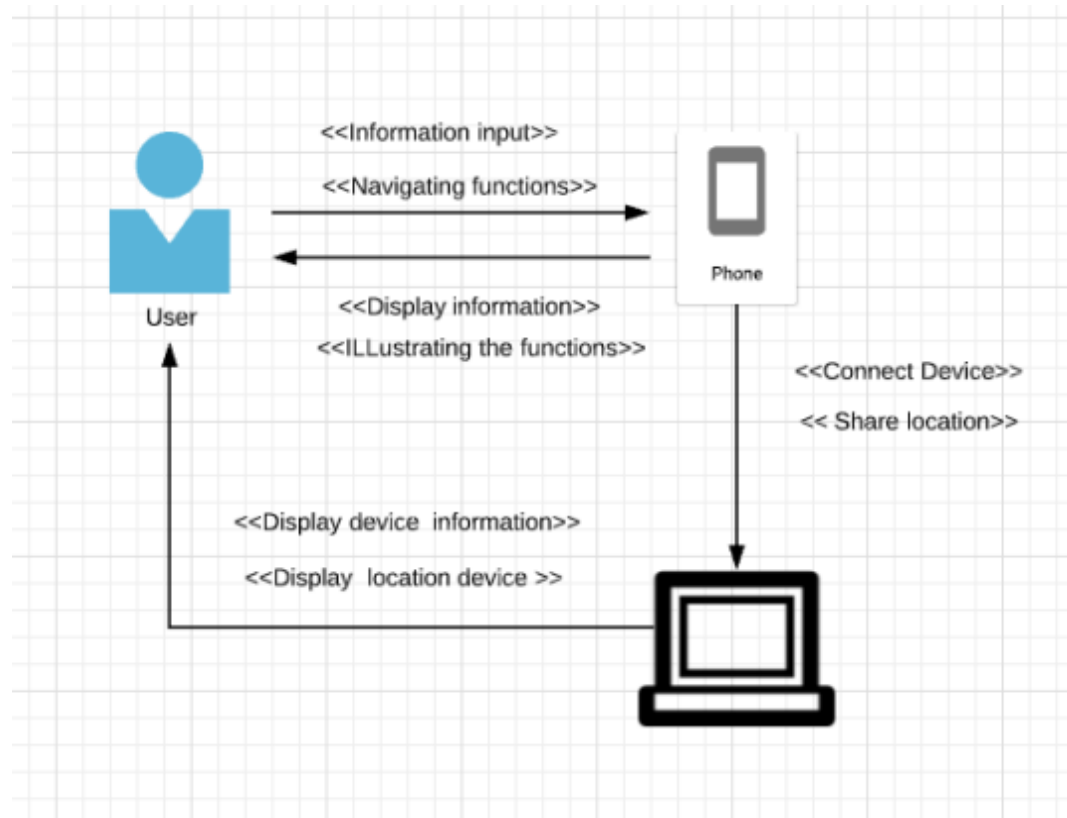 <<Information input>>
<<Navigating functions>>
Phone
<<Display information>>
User
<<ILLustrating the functions>>
<<Connect Device>>
<< Share location>>
<<Display device  information>>
<<Display  location device >>